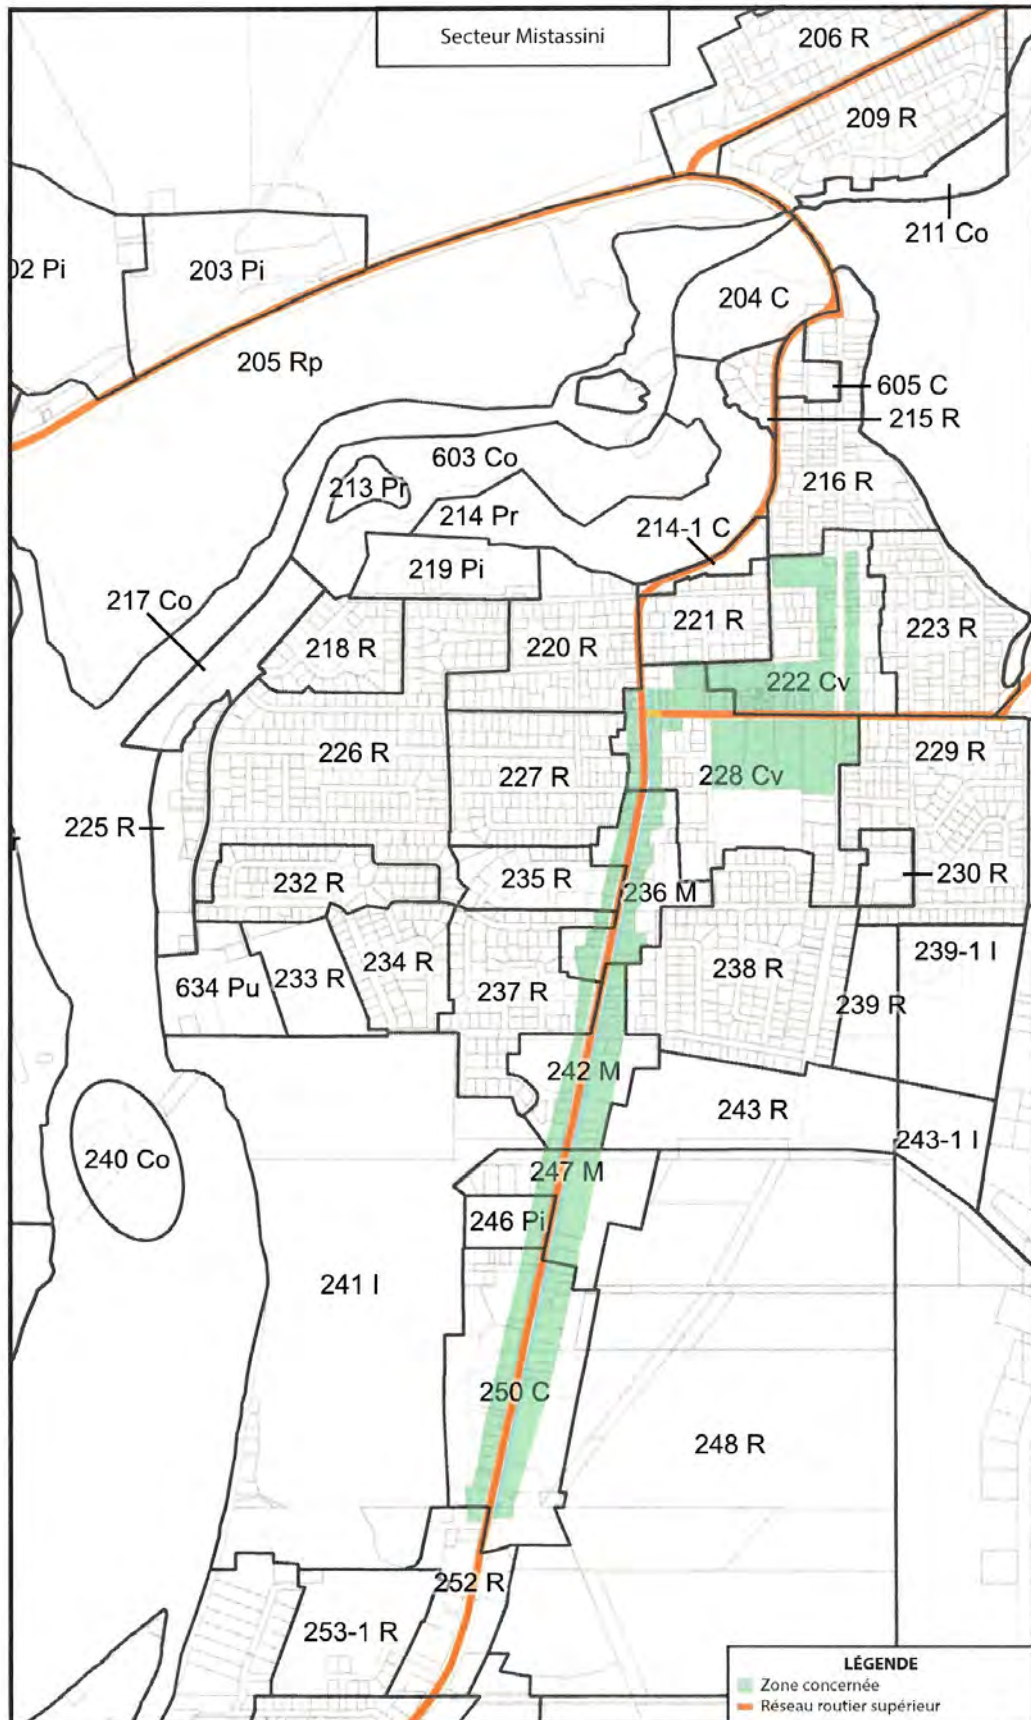 Secteur Mistassini
206 R
209 R
211 Co
02 Pi
203 Pi
204 C
205 Rp
605 C
215 R
603 Co
213 Pr
216 R
214 Pr
214-1 C
219 Pi
217 Co
221 R
218 R
220 R
223 R
222 Cv
226 R
229 R
227 R
228 Cv
225 R
232 R
235 R
230 R
236 M
234 R
239-1 I
238 R
233 R
634 Pu
237 R
239 R
242 M
243 R
243-1 I
240 Co
247 M
246 Pi
241 I
250 C
248 R
252 R
253-1 R
LÉGENDE
Zone concernée
Réseau routier supérieur